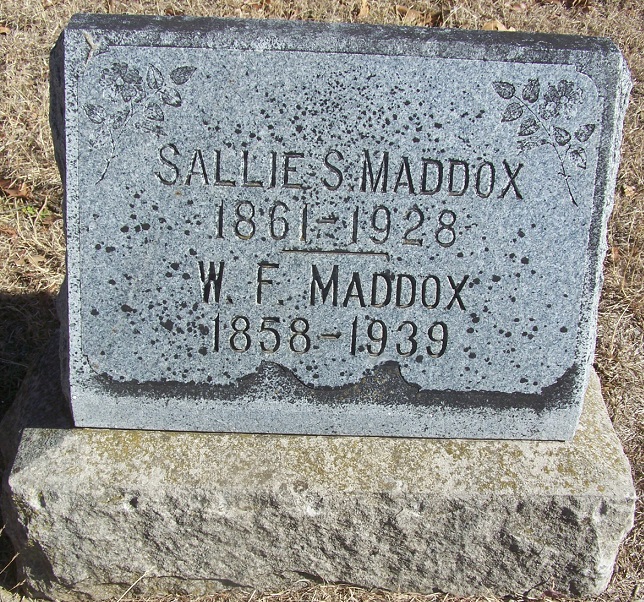 SALLIE S. MADDOX
1861-1928
W. F. MADDOX
1858-1939